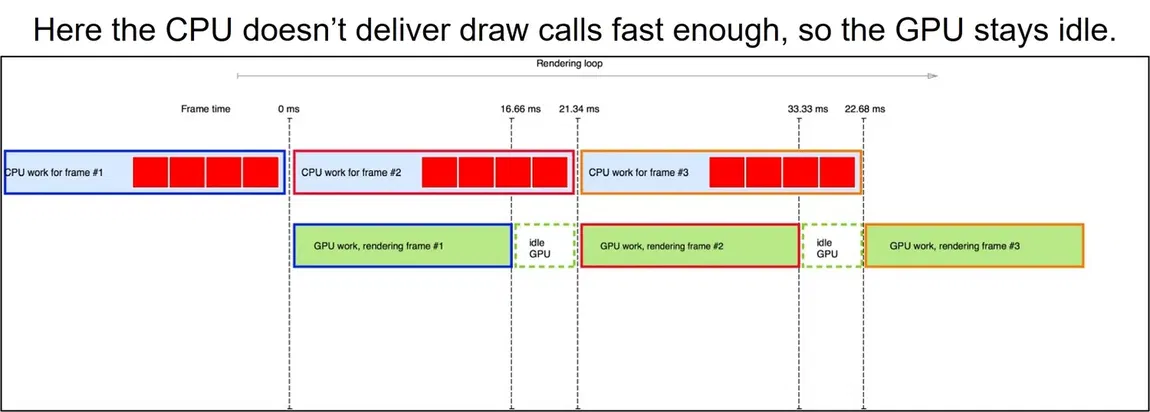 Here the CPU doesn't deliver draw calls fast enough, so the GPU stays idle.
Rendering loop
Frame time 0 ms 16.66 ms 21.34 ms 33.33 ms 22.68 ms
CPU work for frame #1 CPU work for frame #2 CPU work for frame #3
GPU work, rendering frame #1 idle GPU GPU work, rendering frame #2 idle GPU GPU work, rendering frame #3